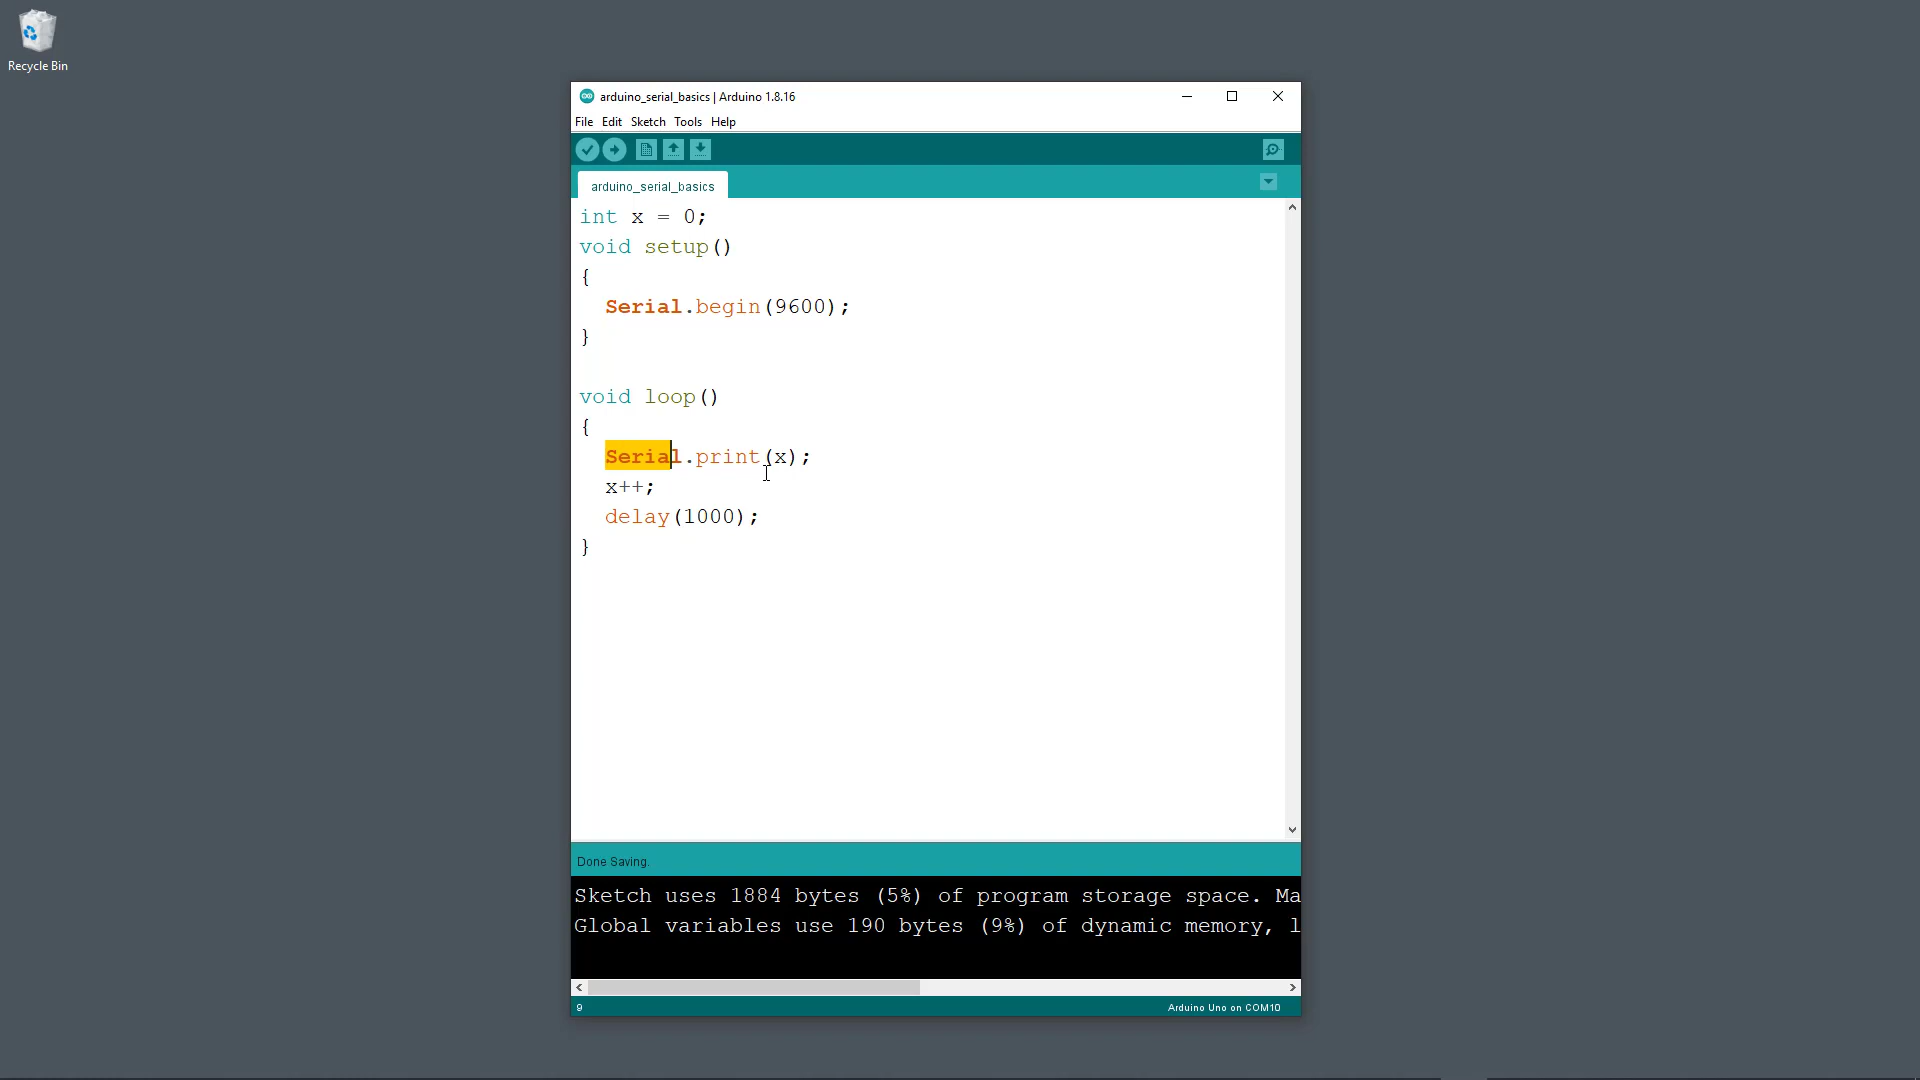 Recycle Bin
arduino_serial_basics | Arduino 1.8.16
File Edit Sketch Tools Help
arduino_serial_basics
int x = 0;
void setup()
{
  Serial.begin(9600);
}
void loop()
{
  Serial.print(x);
  x++;
  delay(1000);
}
Done Saving.
Sketch uses 1884 bytes (5%) of program storage space. Ma
Global variables use 190 bytes (9%) of dynamic memory, l
9
Arduino Uno on COM10